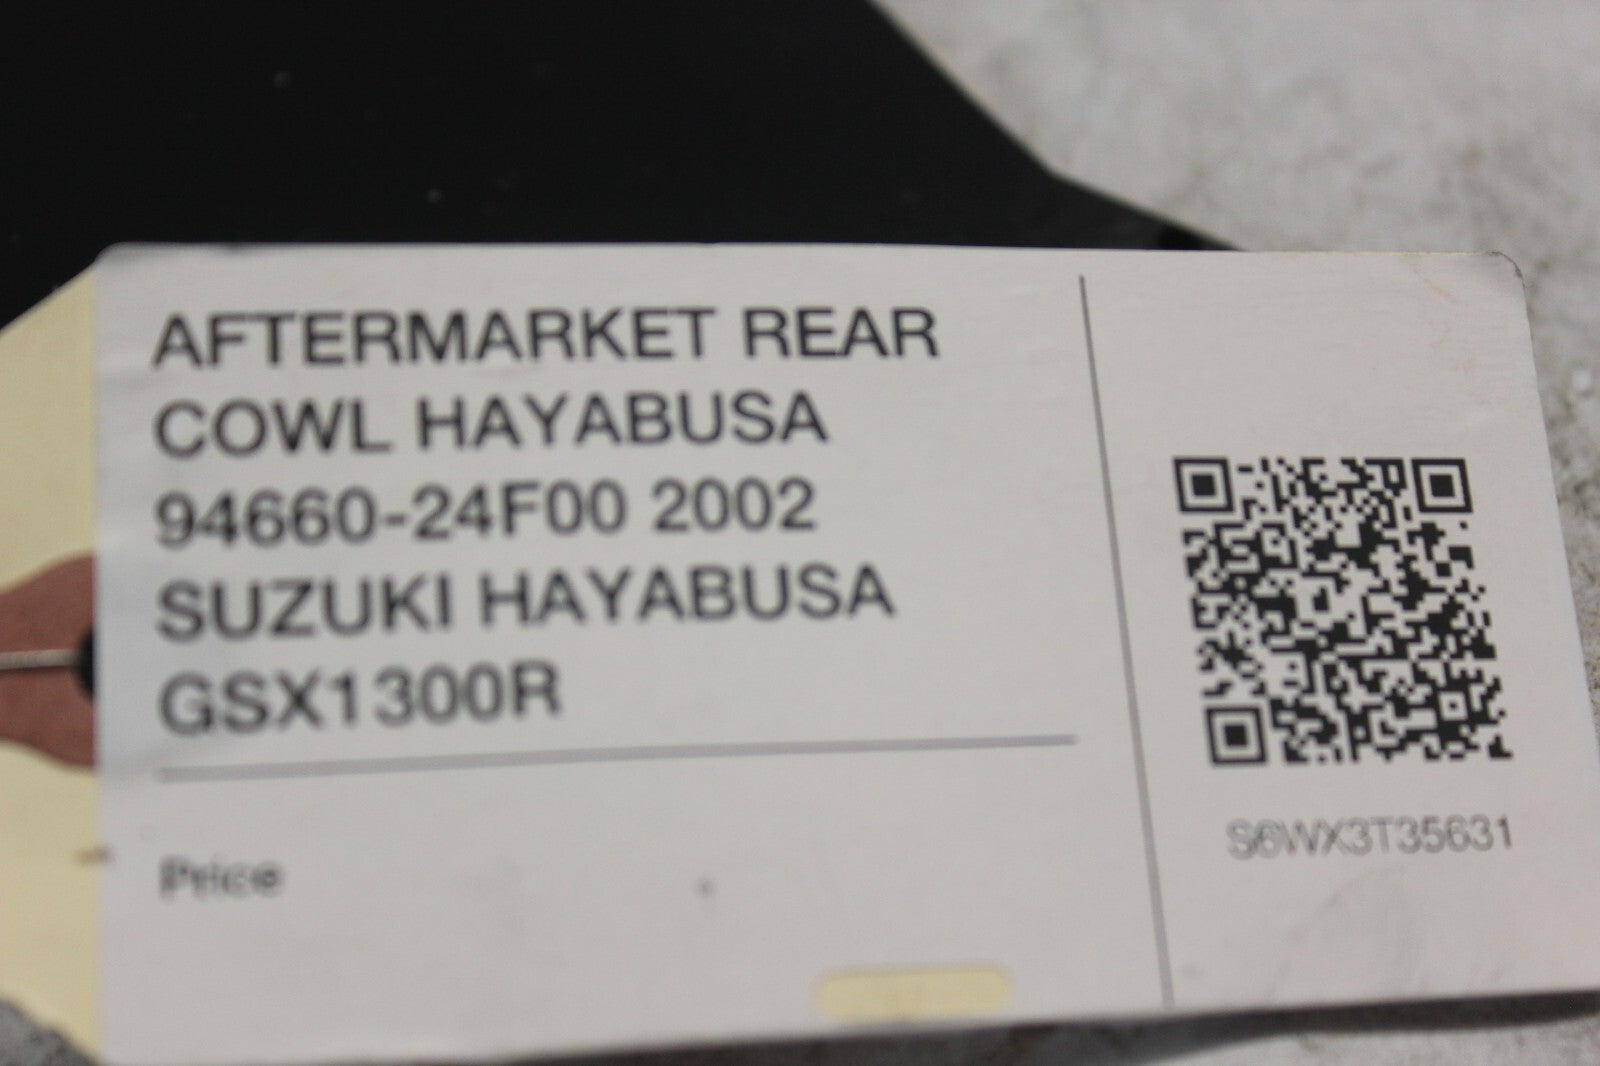 AFTERMARKET REAR
COWL HAYABUSA
94660-24F00 2002
SUZUKI HAYABUSA
GSX1300R
Price
S6WX3T35631